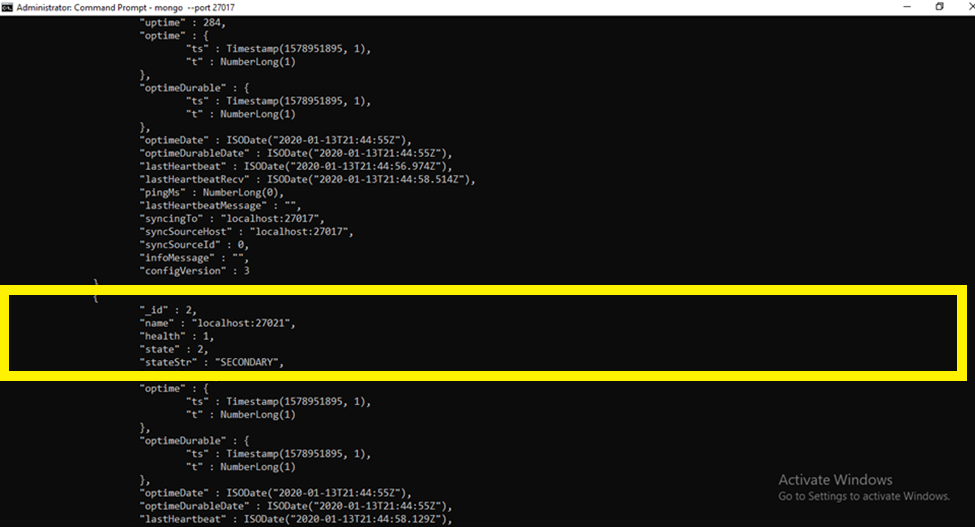 Administrator: Command Prompt - mongo --port 27017
"uptime" : 284,
"optime" : {
"ts" : Timestamp(1578951895, 1),
"t" : NumberLong(1)
},
"optimeDurable" : {
"ts" : Timestamp(1578951895, 1),
"t" : NumberLong(1)
},
"optimeDate" : ISODate("2020-01-13T21:44:55Z"),
"optimeDurableDate" : ISODate("2020-01-13T21:44:55Z"),
"lastHeartbeat" : ISODate("2020-01-13T21:44:56.974Z"),
"lastHeartbeatRecv" : ISODate("2020-01-13T21:44:58.514Z"),
"pingMs" : NumberLong(0),
"lastHeartbeatMessage" : "",
"syncingTo" : "localhost:27017",
"syncSourceHost" : "localhost:27017",
"syncSourceId" : 0,
"infoMessage" : "",
"configVersion" : 3
}
{
"_id" : 2,
"name" : "localhost:27021",
"health" : 1,
"state" : 2,
"stateStr" : "SECONDARY",
"optime" : {
"ts" : Timestamp(1578951895, 1),
"t" : NumberLong(1)
},
"optimeDurable" : {
"ts" : Timestamp(1578951895, 1),
"t" : NumberLong(1)
},
"optimeDate" : ISODate("2020-01-13T21:44:55Z"),
"optimeDurableDate" : ISODate("2020-01-13T21:44:55Z"),
"lastHeartbeat" : ISODate("2020-01-13T21:44:58.129Z"),
Activate Windows
Go to Settings to activate Windows.